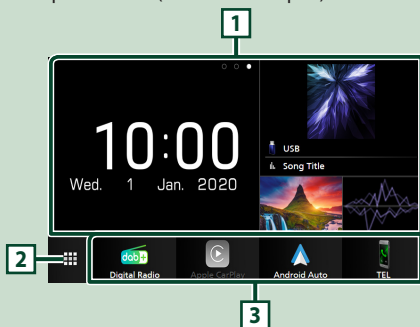 1
10:00
Wed. 1 Jan. 2020
USB
Song Title
2
dab+
Digital Radio
Apple CarPlay
Android Auto
TEL
3